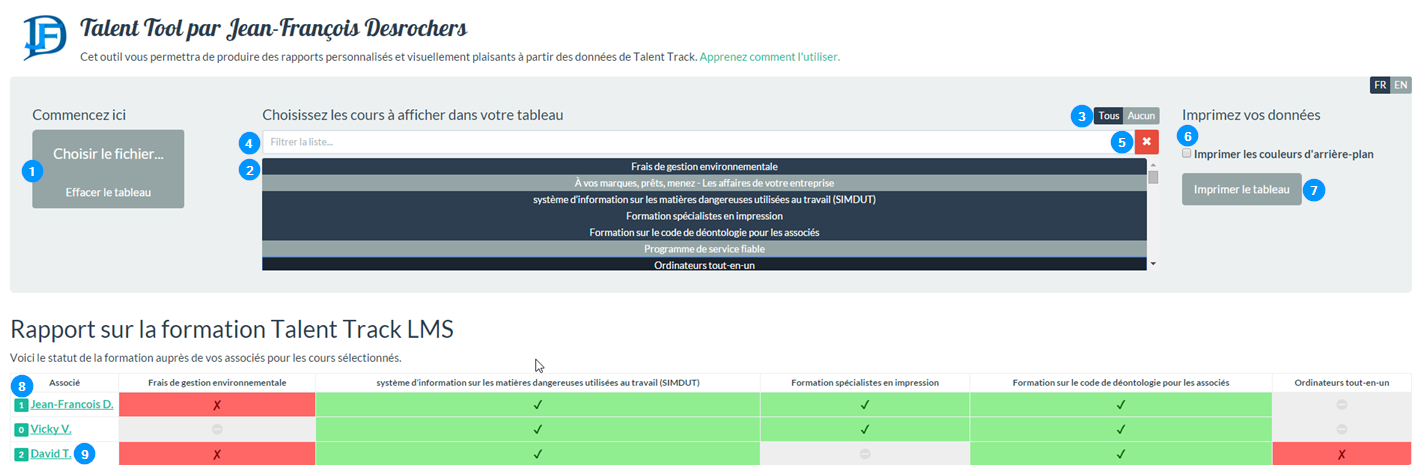 Talent Tool par Jean-François Desrochers
Cet outil vous permettra de produire des rapports personnalisés et visuellement plaisants à partir des données de Talent Track. Apprenez comment l'utiliser.
FR EN
Commencez ici
1 Choisir le fichier...
Effacer le tableau
Choisissez les cours à afficher dans votre tableau
3 Tous Aucun
4 Filtrer la liste... 5
2 Frais de gestion environnementale
À vos marques, prêts, menez - Les affaires de votre entreprise
système d'information sur les matières dangereuses utilisées au travail (SIMDUT)
Formation spécialistes en impression
Formation sur le code de déontologie pour les associés
Programme de service fiable
Ordinateurs tout-en-un
Imprimez vos données
6
Imprimer les couleurs d'arrière-plan
Imprimer le tableau 7
Rapport sur la formation Talent Track LMS
Voici le statut de la formation auprès de vos associés pour les cours sélectionnés.
8 Associé Frais de gestion environnementale système d'information sur les matières dangereuses utilisées au travail (SIMDUT) Formation spécialistes en impression Formation sur le code de déontologie pour les associés Ordinateurs tout-en-un
1 Jean-Francois D. ✗ ✓ ✓ ✓
0 Vicky V. ✓ ✓ ✓
2 David T. 9 ✗ ✓ ✓ ✗